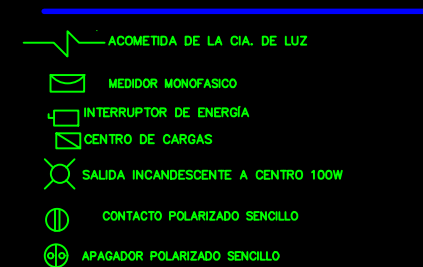 ACOMETIDA DE LA CIA. DE LUZ
MEDIDOR MONOFASICO
INTERRUPTOR DE ENERGÍA
CENTRO DE CARGAS
SALIDA INCANDESCENTE A CENTRO 100W
CONTACTO POLARIZADO SENCILLO
APAGADOR POLARIZADO SENCILLO